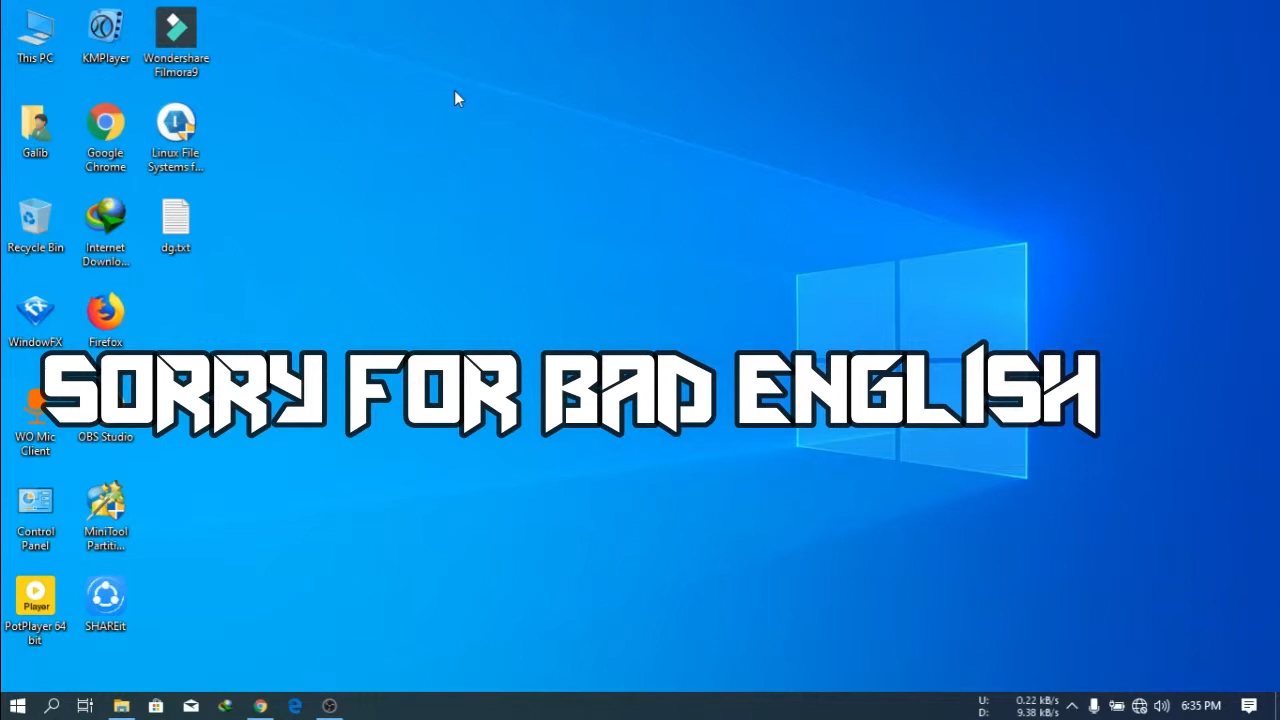 This PC
KMPlayer
Wondershare
Filmora9
Galib
Google
Chrome
Linux File
Systems f...
Recycle Bin
Internet
Downlo...
dg.txt
WindowFX
Firefox
SORRY FOR BAD ENGLISH
WO Mic
Client
OBS Studio
Control
Panel
MiniTool
Partiti...
Player
PotPlayer 64
bit
SHAREit
U: 0.22 kB/s
D: 9.38 kB/s
6:35 PM